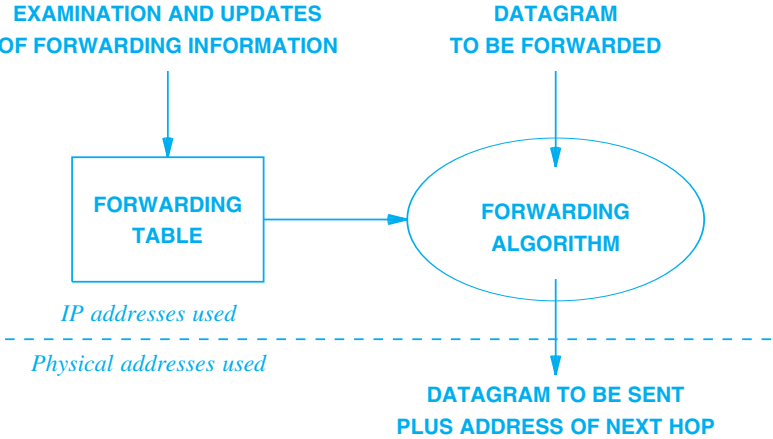 EXAMINATION AND UPDATES
OF FORWARDING INFORMATION
DATAGRAM
TO BE FORWARDED
FORWARDING
TABLE
FORWARDING
ALGORITHM
IP addresses used
Physical addresses used
DATAGRAM TO BE SENT
PLUS ADDRESS OF NEXT HOP